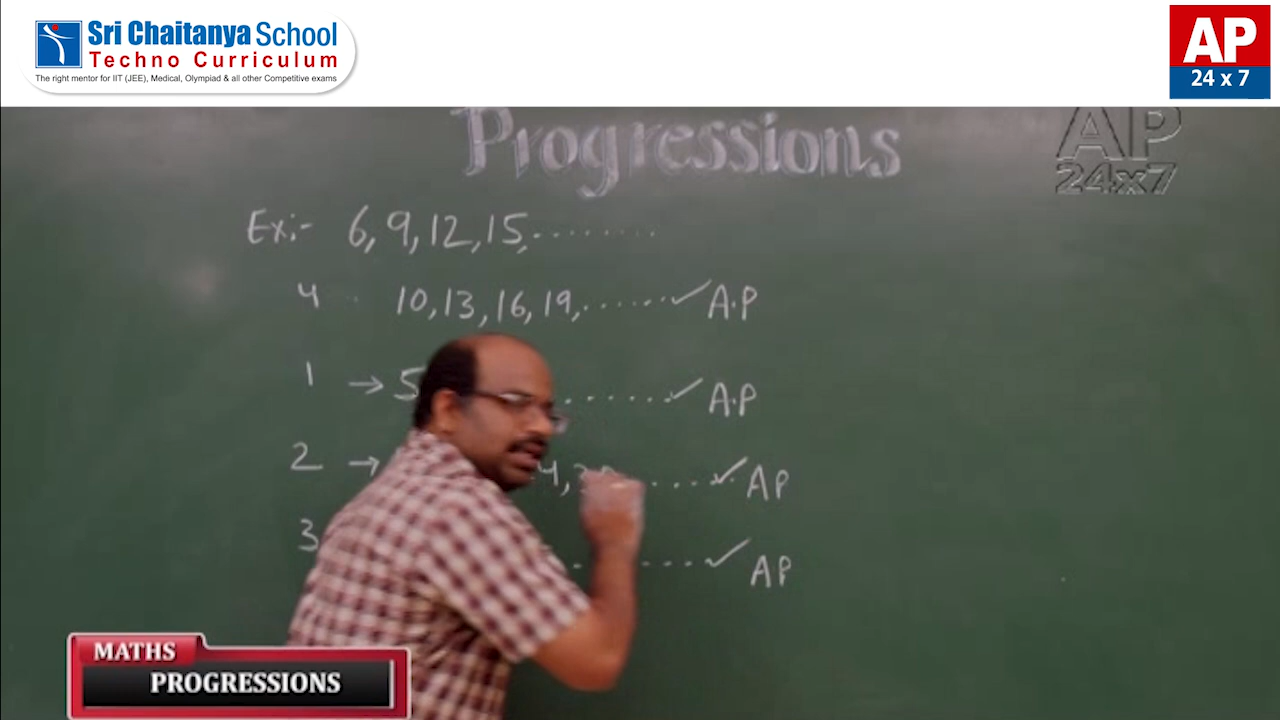 Sri Chaitanya School
Techno Curriculum
The right mentor for IIT (JEE), Medical, Olympiad & all other Competitive exams
AP
24 x 7
Progressions
AP
24x7
Ex:- 6, 9, 12, 15, .........
4 10, 13, 16, 19, ....... ✓ A.P
1 → 5 ....... ✓ A.P
2 → 4, ..... ✓ AP
3 ..... ✓ AP
MATHS
PROGRESSIONS